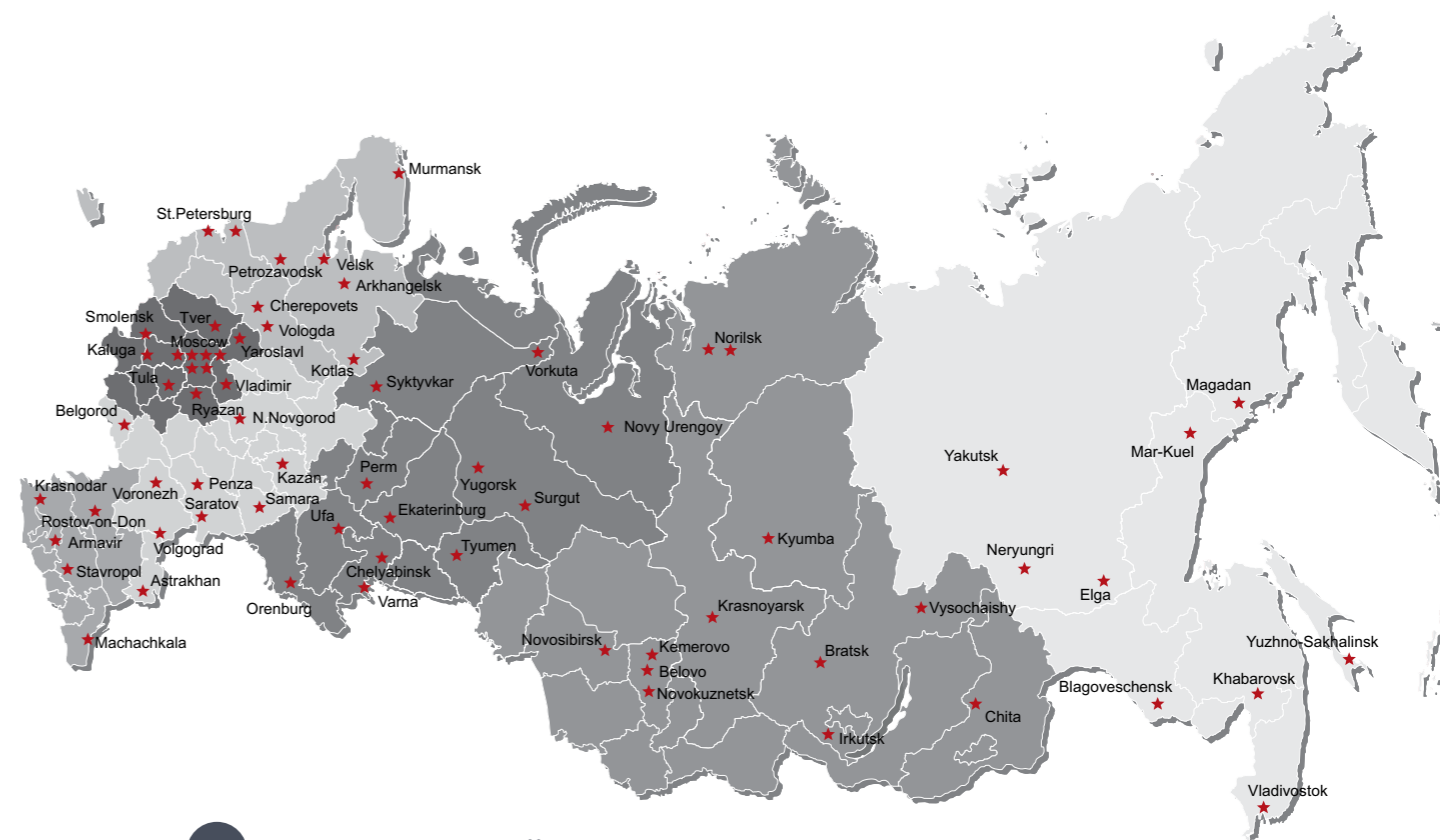 Murmansk
St.Petersburg
Petrozavodsk
Velsk
Arkhangelsk
Cherepovets
Smolensk
Tver
Vologda
Kaluga
Moscow
Yaroslavl
Kotlas
Vorkuta
Norilsk
Tula
Vladimir
Syktyvkar
Magadan
Belgorod
Ryazan
N.Novgorod
Novy Urengoy
Mar-Kuel
Yakutsk
Krasnodar
Voronezh
Penza
Kazan
Perm
Yugorsk
Surgut
Rostov-on-Don
Saratov
Samara
Ufa
Ekaterinburg
Armavir
Volgograd
Tyumen
Kyumba
Neryungri
Stavropol
Astrakhan
Chelyabinsk
Varna
Orenburg
Elga
Krasnoyarsk
Vysochaishy
Machachkala
Novosibirsk
Kemerovo
Bratsk
Yuzhno-Sakhalinsk
Belovo
Novokuznetsk
Blagoveschensk
Khabarovsk
Chita
Irkutsk
Vladivostok